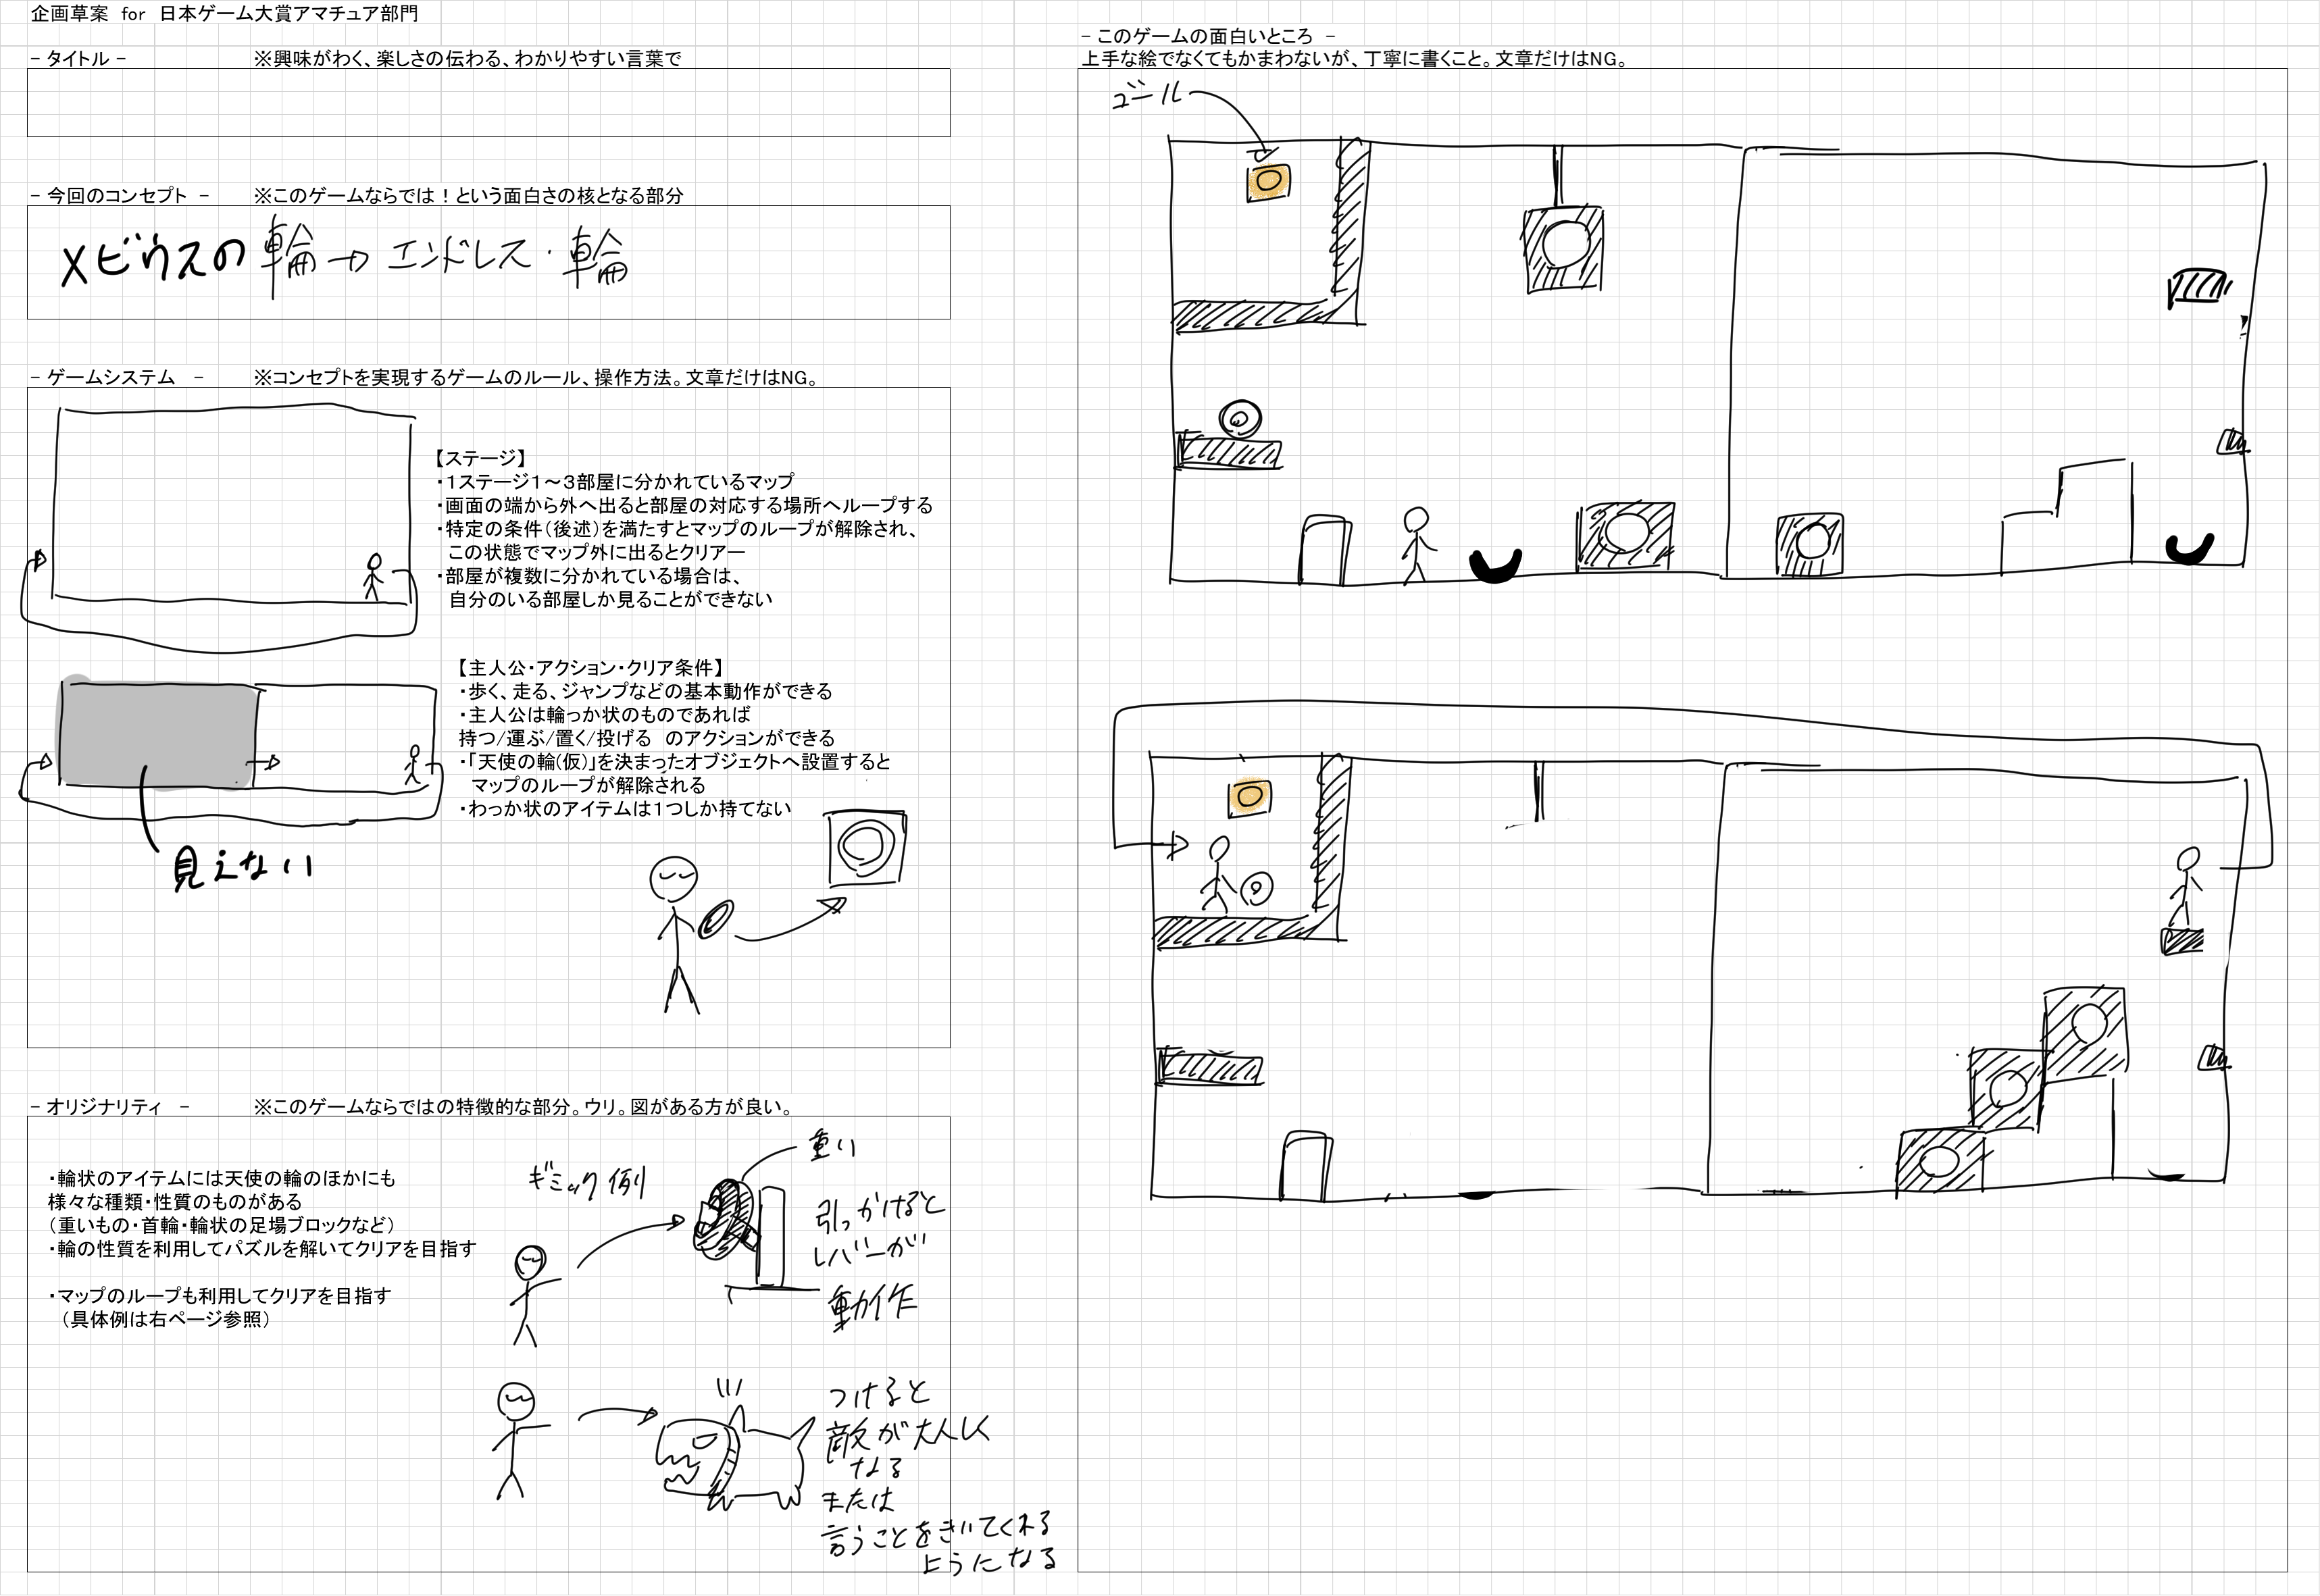 企画草案 for 日本ゲーム大賞アマチュア部門
- タイトル - ※興味がわく、楽しさの伝わる、わかりやすい言葉で
- 今回のコンセプト - ※このゲームならでは！という面白さの核となる部分
メビウスの輪→エンドレス・輪
- ゲームシステム - ※コンセプトを実現するゲームのルール、操作方法。文章だけはNG。
【ステージ】
・１ステージ１～３部屋に分かれているマップ
・画面の端から外へ出ると部屋の対応する場所へループする
・特定の条件（後述）を満たすとマップのループが解除され、
この状態でマップ外に出るとクリアー
・部屋が複数に分かれている場合は、
自分のいる部屋しか見ることができない
【主人公・アクション・クリア条件】
・歩く、走る、ジャンプなどの基本動作ができる
・主人公は輪っか状のものであれば
持つ/運ぶ/置く/投げる のアクションができる
・「天使の輪(仮)」を決まったオブジェクトへ設置すると
マップのループが解除される
・わっか状のアイテムは１つしか持てない
見えない
- オリジナリティ - ※このゲームならではの特徴的な部分。ウリ。図がある方が良い。
・輪状のアイテムには天使の輪のほかにも
様々な種類・性質のものがある
（重いもの・首輪・輪状の足場ブロックなど）
・輪の性質を利用してパズルを解いてクリアを目指す
・マップのループも利用してクリアを目指す
（具体例は右ページ参照）
ギミック例
重い
引っかけると
レバーが
動作
つけると
敵が大人しく
なる
または
言うことをきいてくれる
ようになる
- このゲームの面白いところ -
上手な絵でなくてもかまわないが、丁寧に書くこと。文章だけはNG。
ゴール